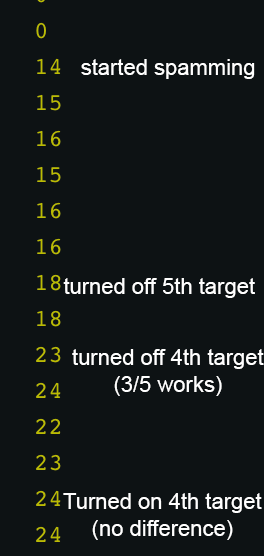 0
14 started spamming
15
16
15
16
16
18 turned off 5th target
18
23 turned off 4th target
24 (3/5 works)
22
23
24 Turned on 4th target
24 (no difference)